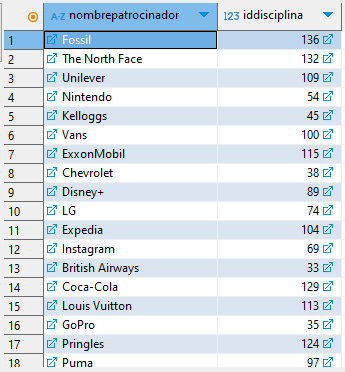 A-Z nombrepatrocinador 123 iddisciplina
1 Fossil 136
2 The North Face 132
3 Unilever 109
4 Nintendo 54
5 Kelloggs 45
6 Vans 100
7 ExxonMobil 115
8 Chevrolet 38
9 Disney+ 89
10 LG 74
11 Expedia 104
12 Instagram 69
13 British Airways 33
14 Coca-Cola 129
15 Louis Vuitton 113
16 GoPro 35
17 Pringles 124
18 Puma 97